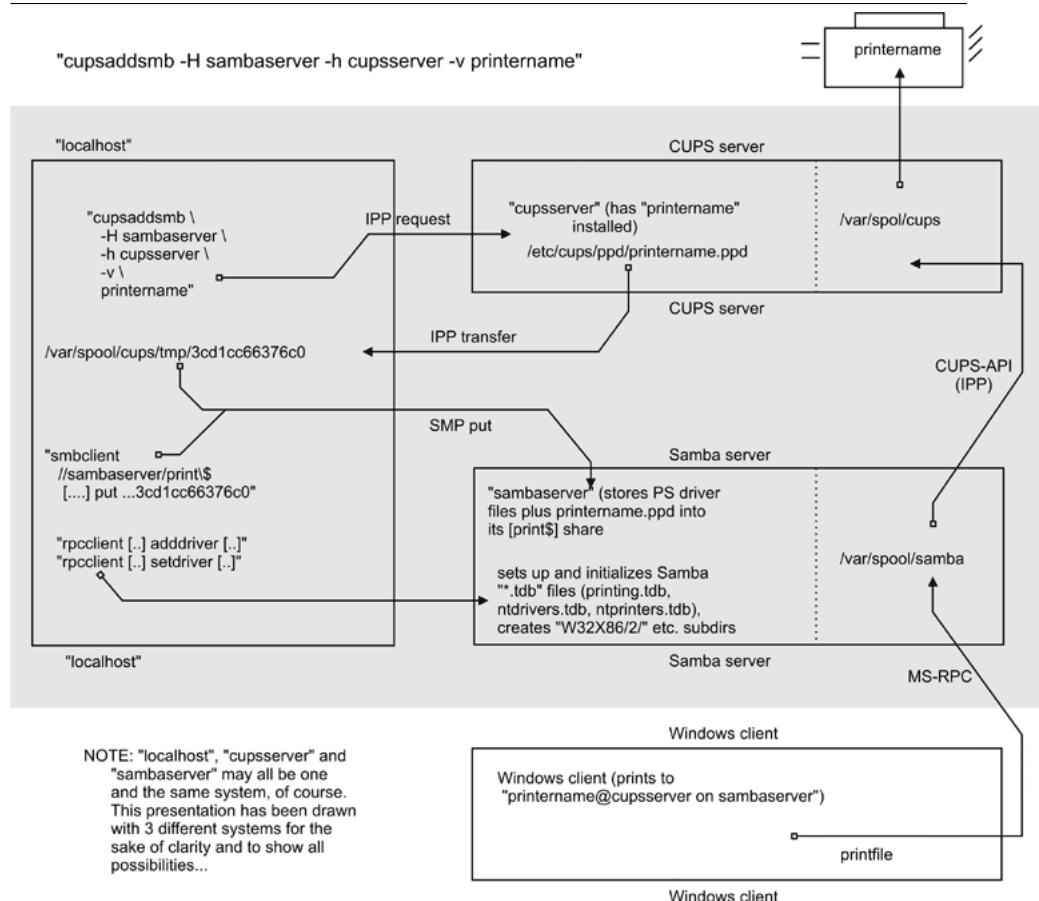 "cupsaddsmb -H sambaserver -h cupsserver -v printername"
printername
"localhost"
CUPS server
"cupsaddsmb \
-H sambaserver \
-h cupsserver \
-v \
printername"
IPP request
"cupsserver" (has "printername"
installed)
/etc/cups/ppd/printername.ppd
/var/spol/cups
CUPS server
IPP transfer
/var/spool/cups/tmp/3cd1cc66376c0
CUPS-API
(IPP)
SMP put
"smbclient
//sambaserver/print\$
[....] put ...3cd1cc66376c0"
"rpcclient [..] adddriver [..]"
"rpcclient [..] setdriver [..]"
Samba server
"sambaserver" (stores PS driver
files plus printername.ppd into
its [print$] share
sets up and initializes Samba
"*.tdb" files (printing.tdb,
ntdrivers.tdb, ntprinters.tdb),
creates "W32X86/2/" etc. subdirs
/var/spool/samba
"localhost"
Samba server
MS-RPC
NOTE: "localhost", "cupsserver" and
"sambaserver" may all be one
and the same system, of course.
This presentation has been drawn
with 3 different systems for the
sake of clarity and to show all
possibilities...
Windows client
Windows client (prints to
"printername@cupsserver on sambaserver")
printfile
Windows client